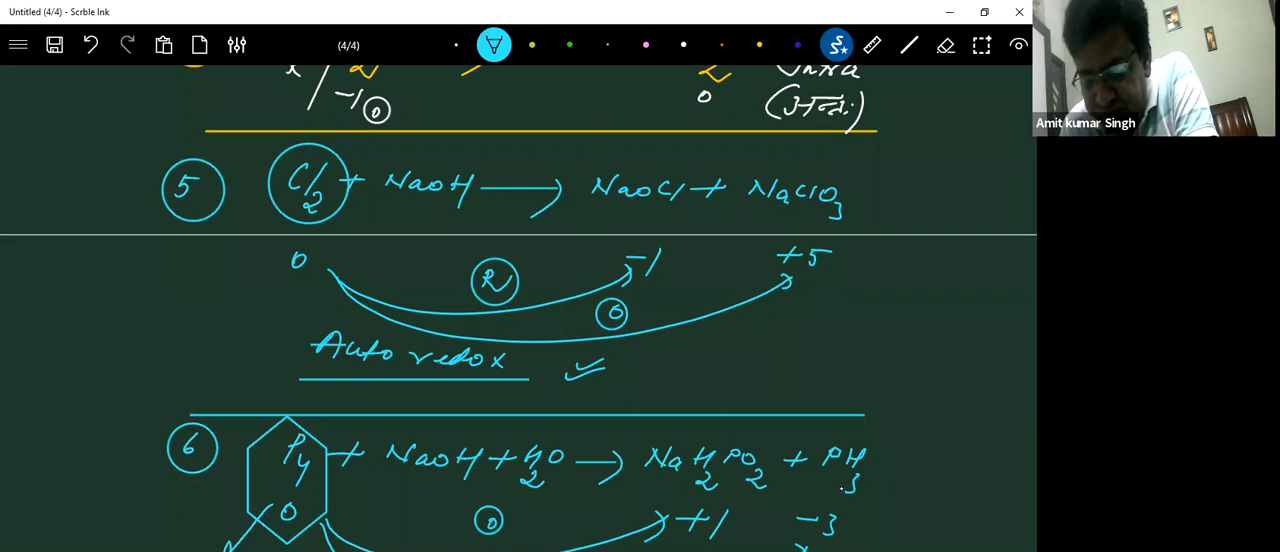 Untitled (4/4) - Scrble Ink
(4/4)
Amit kumar Singh
-1 0 0
5 Cl2 + NaOH → NaOCl + NaClO3
0 -1 +5
R
O
Auto redox ✓
6 P4 + NaOH + H2O → NaH2PO2 + PH3
0 O +1 -3